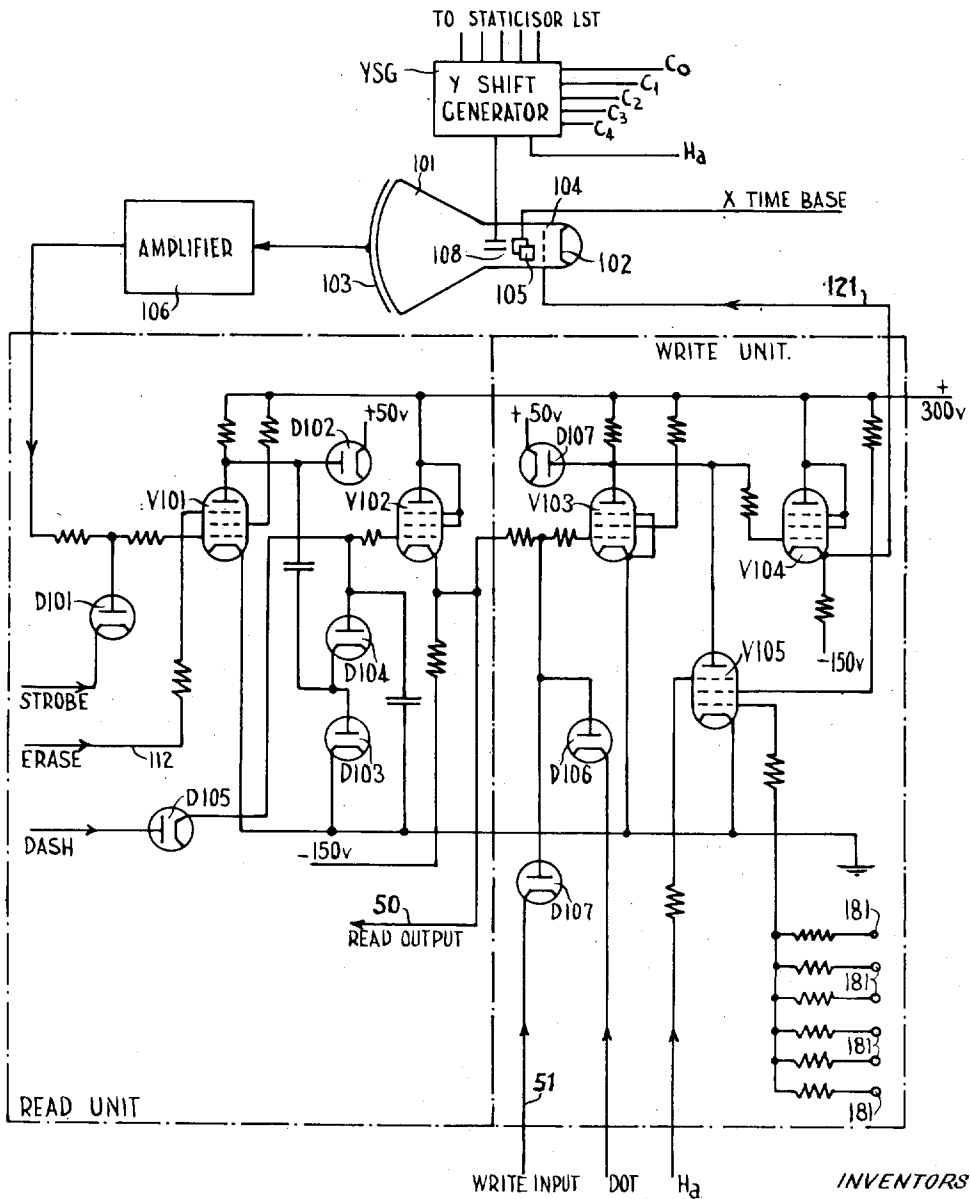 TO STATICISOR LST
YSG
Y SHIFT
GENERATOR
C0
C1
C2
C3
C4
Ha
101
104
X TIME BASE
AMPLIFIER
106
103
108
105
102
121
WRITE UNIT.
+
300v
D102
+50v
+50v
D107
V101
V102
V103
V104
D101
D104
-150v
V105
STROBE
ERASE
112
D103
D106
D105
DASH
-150v
50
READ OUTPUT
D107
181
181
181
181
READ UNIT
51
WRITE INPUT
DOT
Ha
INVENTORS